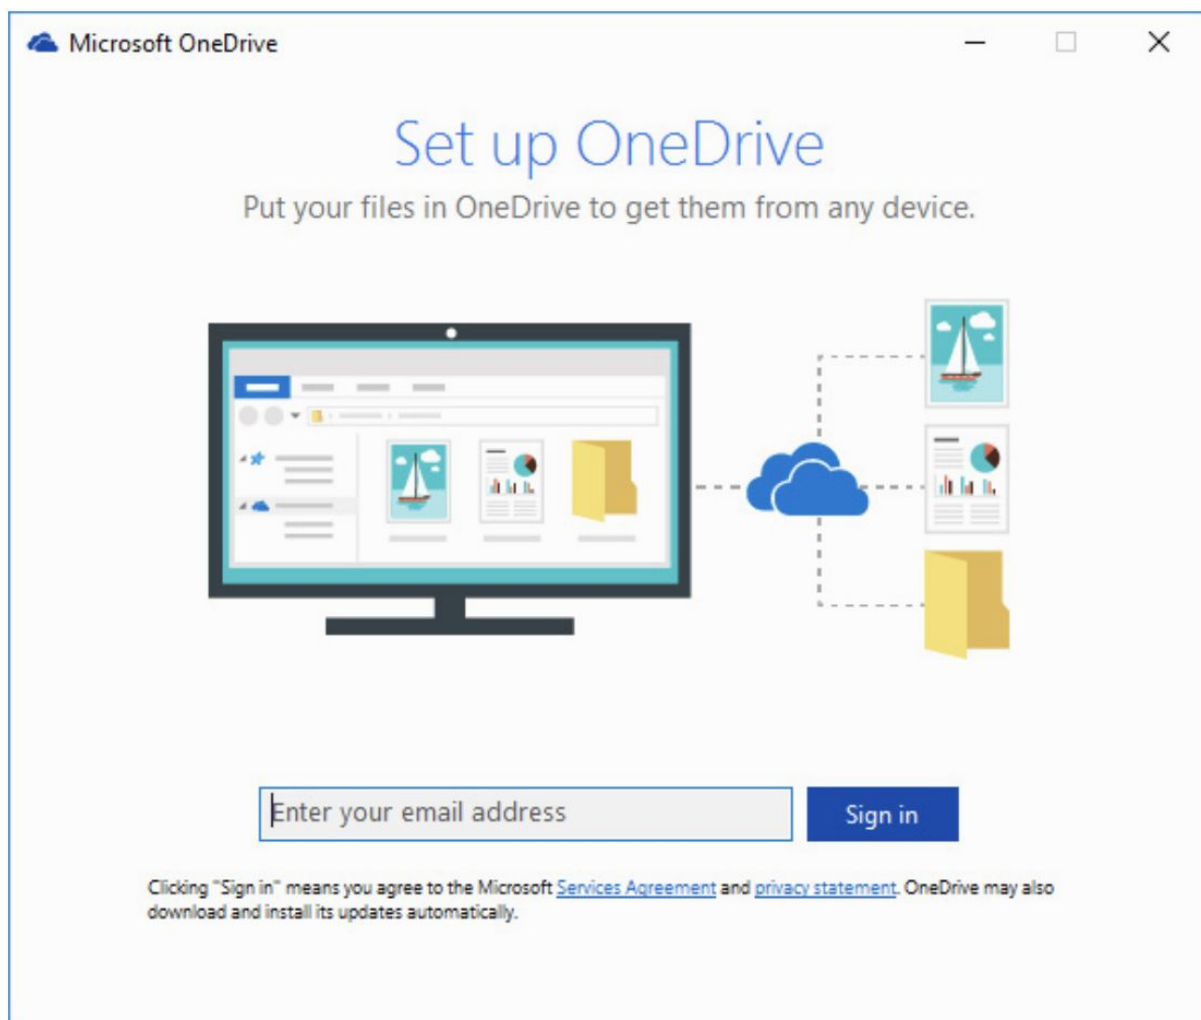 Microsoft OneDrive
Set up OneDrive
Put your files in OneDrive to get them from any device.
Enter your email address
Sign in
Clicking "Sign in" means you agree to the Microsoft Services Agreement and privacy statement. OneDrive may also
download and install its updates automatically.